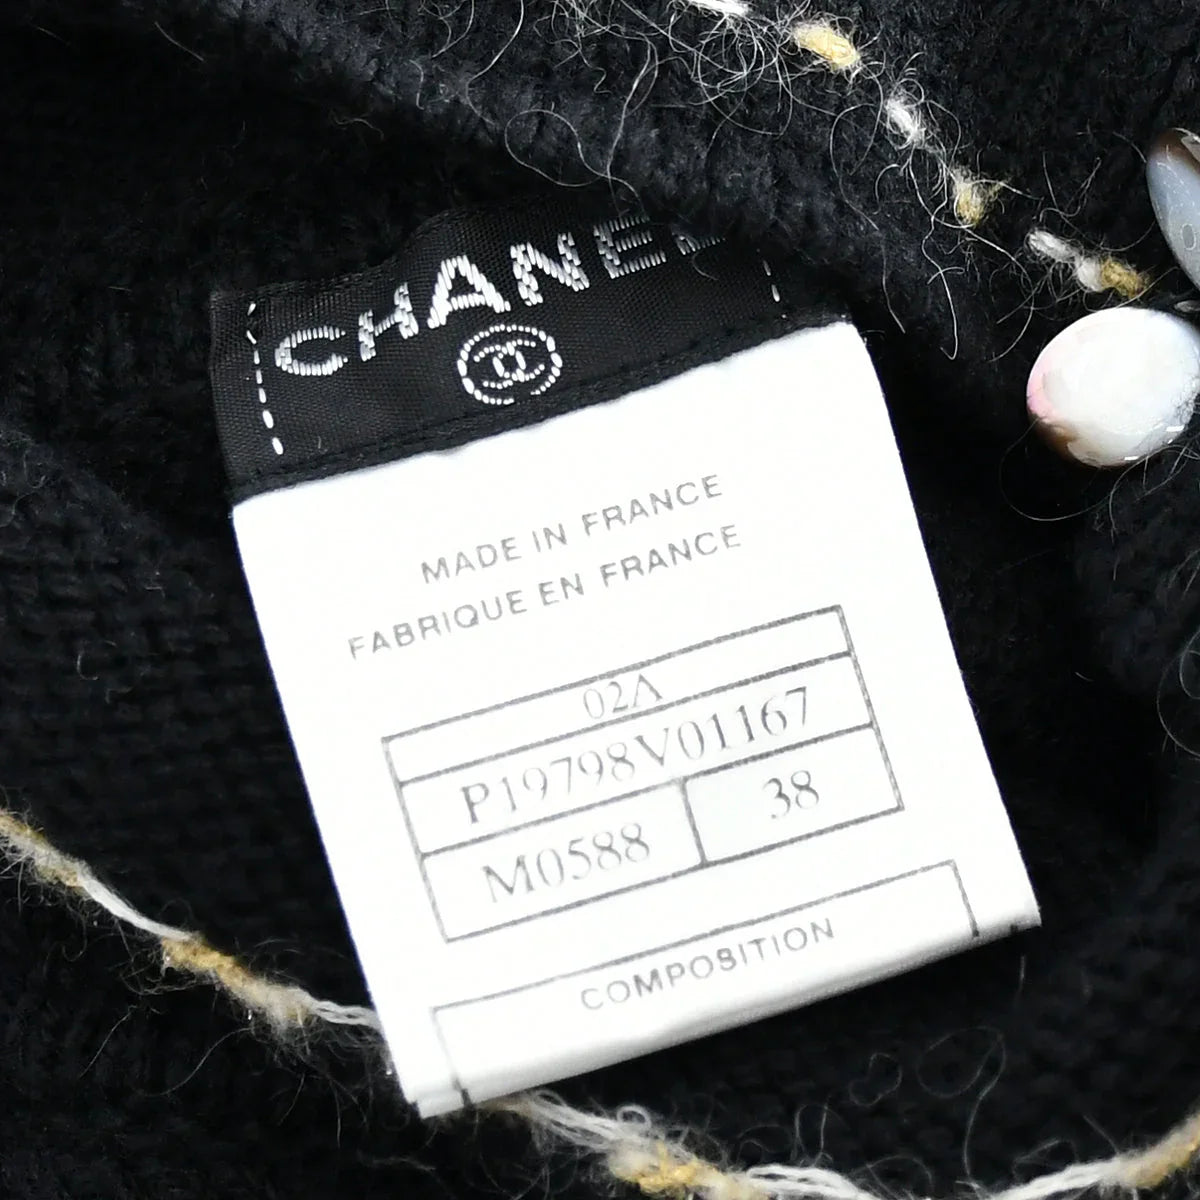 CHANEL
MADE IN FRANCE
FABRIQUE EN FRANCE
02A
P19798V01167
M0588 38
COMPOSITION